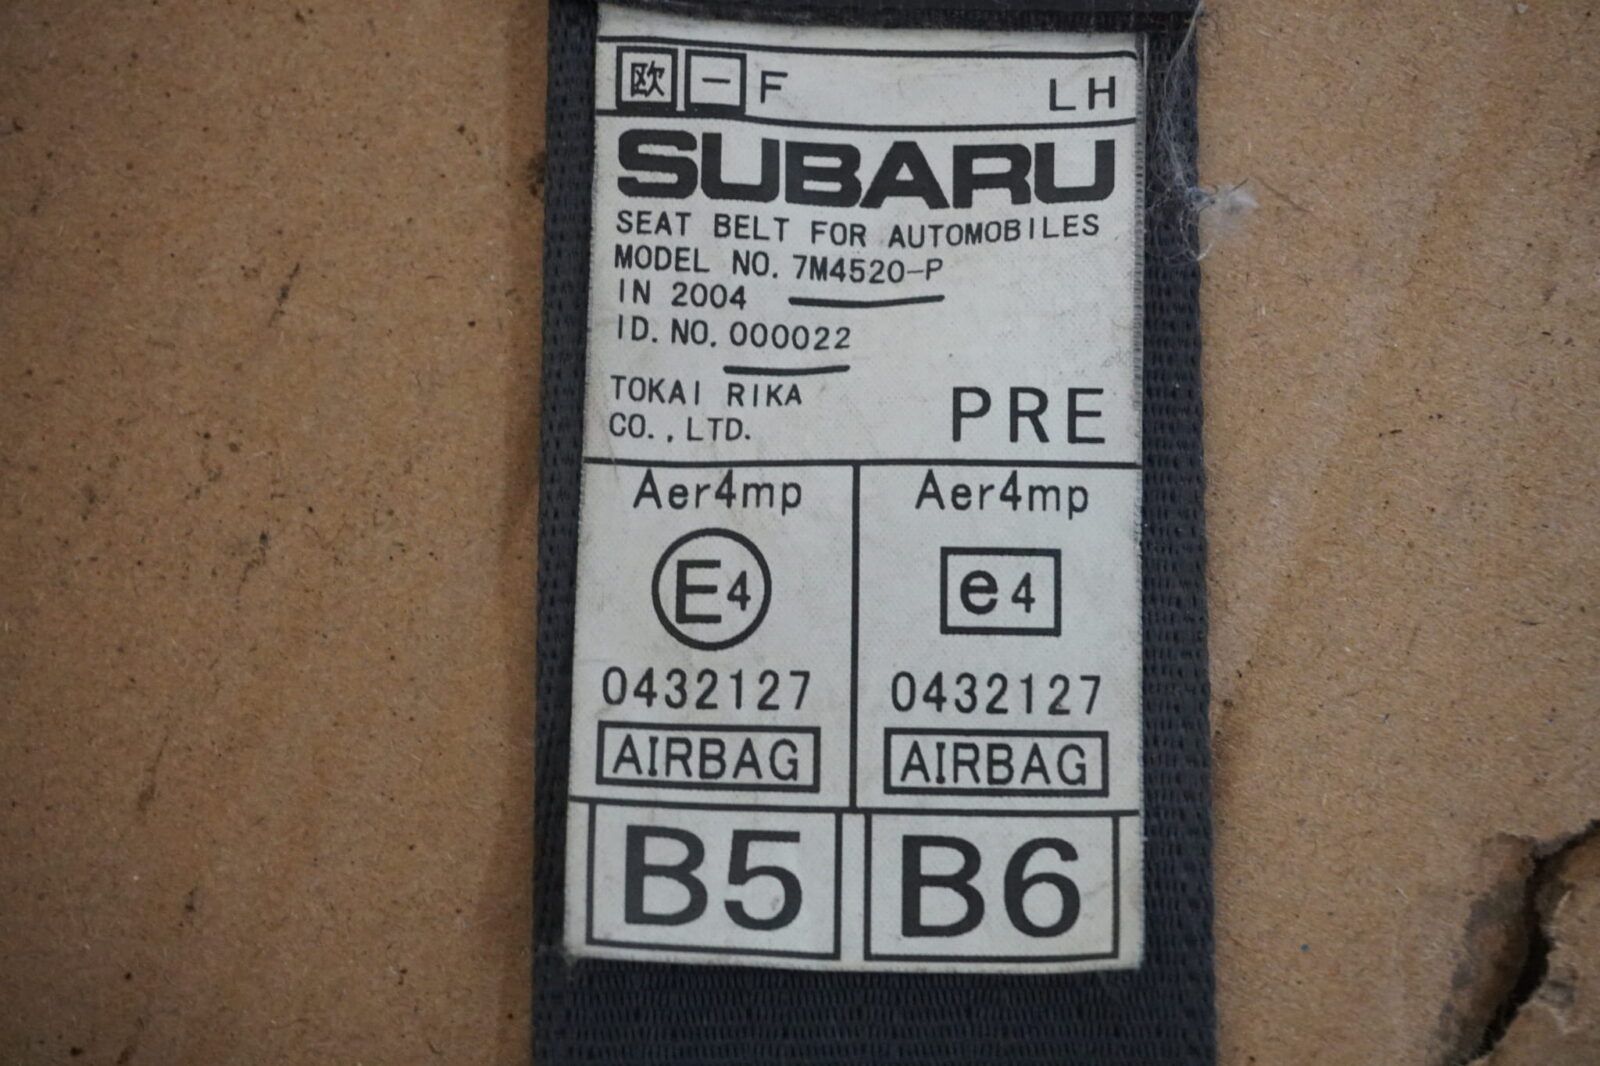 欧 一 F LH
SUBARU
SEAT BELT FOR AUTOMOBILES
MODEL NO. 7M4520-P
IN 2004
ID. NO. 000022
TOKAI RIKA
CO., LTD. PRE
Aer4mp Aer4mp
E4 e4
0432127 0432127
AIRBAG AIRBAG
B5 B6